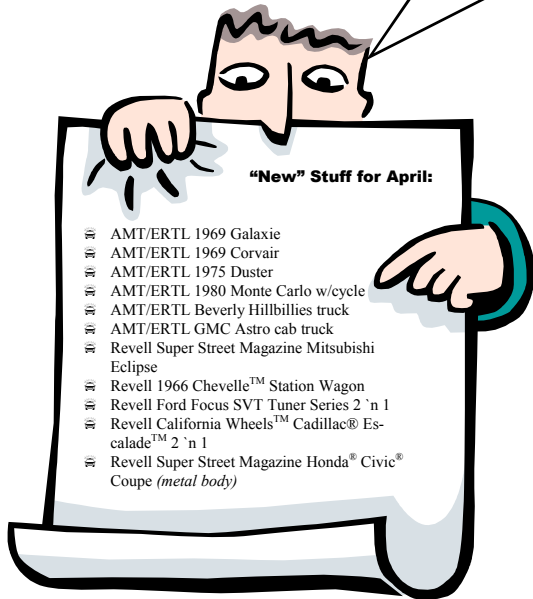 “New” Stuff for April:
AMT/ERTL 1969 Galaxie
AMT/ERTL 1969 Corvair
AMT/ERTL 1975 Duster
AMT/ERTL 1980 Monte Carlo w/cycle
AMT/ERTL Beverly Hillbillies truck
AMT/ERTL GMC Astro cab truck
Revell Super Street Magazine Mitsubishi
Eclipse
Revell 1966 Chevelle™ Station Wagon
Revell Ford Focus SVT Tuner Series 2 `n 1
Revell California Wheels™ Cadillac® Es-
calade™ 2 `n 1
Revell Super Street Magazine Honda® Civic®
Coupe (metal body)